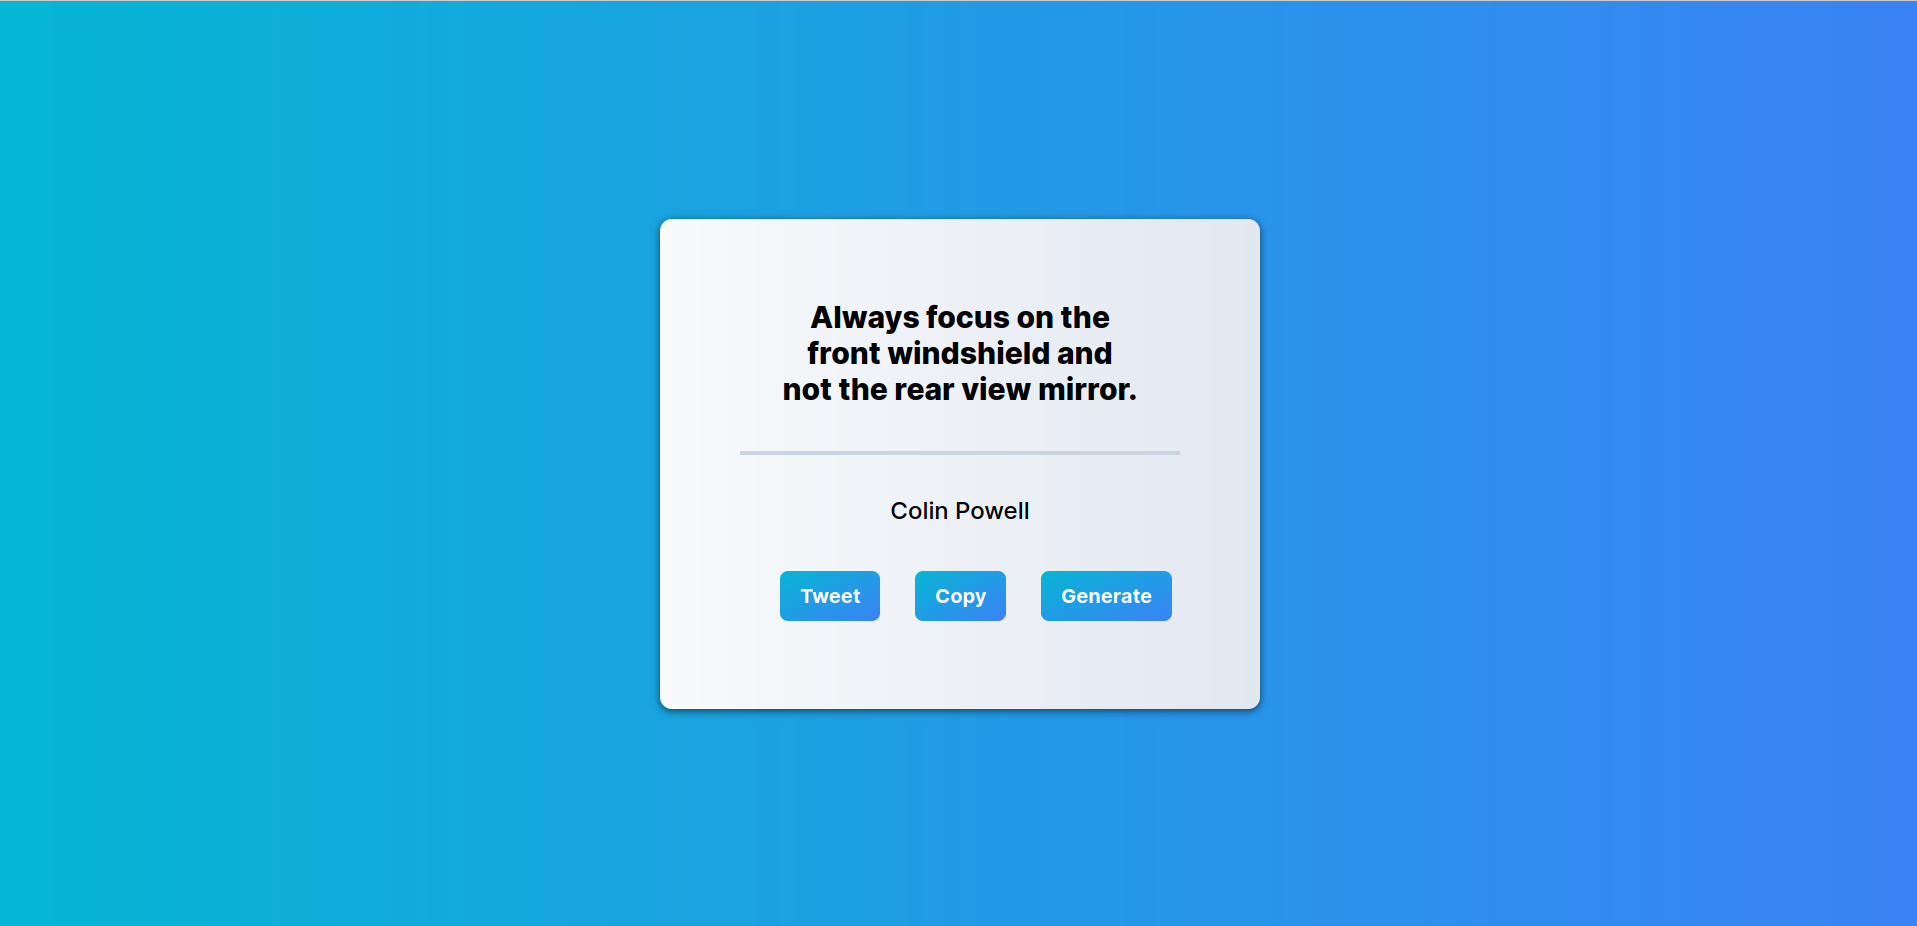 Always focus on the
front windshield and
not the rear view mirror.
Colin Powell
Tweet Copy Generate